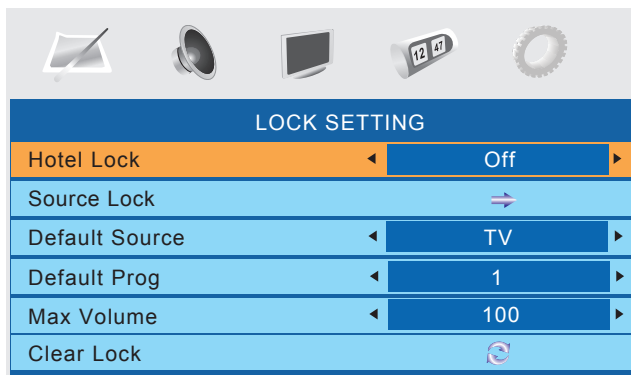 12 47
LOCK SETTING
Hotel Lock Off
Source Lock
Default Source TV
Default Prog 1
Max Volume 100
Clear Lock